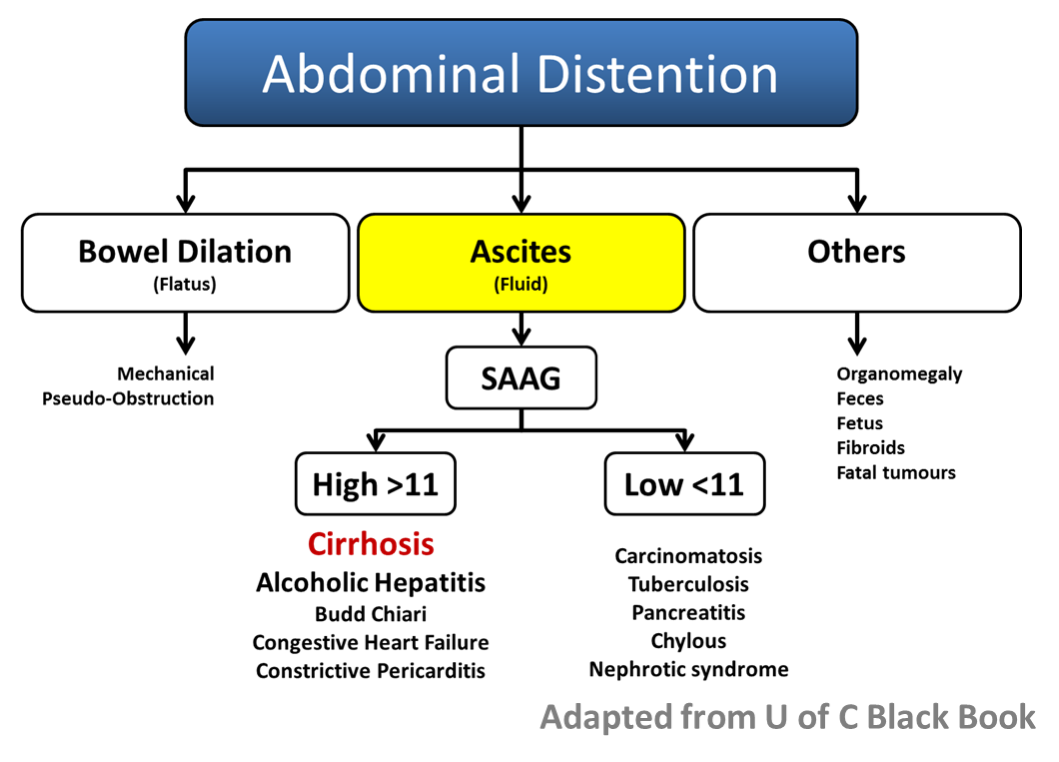 Abdominal Distention
Bowel Dilation
(Flatus)
Ascites
(Fluid)
Others
Mechanical
Pseudo-Obstruction
SAAG
Organomegaly
Feces
Fetus
Fibroids
Fatal tumours
High >11
Low <11
Cirrhosis
Alcoholic Hepatitis
Budd Chiari
Congestive Heart Failure
Constrictive Pericarditis
Carcinomatosis
Tuberculosis
Pancreatitis
Chylous
Nephrotic syndrome
Adapted from U of C Black Book